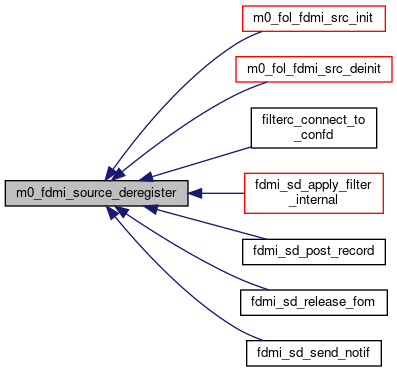 m0_fol_fdmi_src_init
m0_fol_fdmi_src_deinit
filterc_connect_to
_confd
m0_fdmi_source_deregister
fdmi_sd_apply_filter
_internal
fdmi_sd_post_record
fdmi_sd_release_fom
fdmi_sd_send_notif